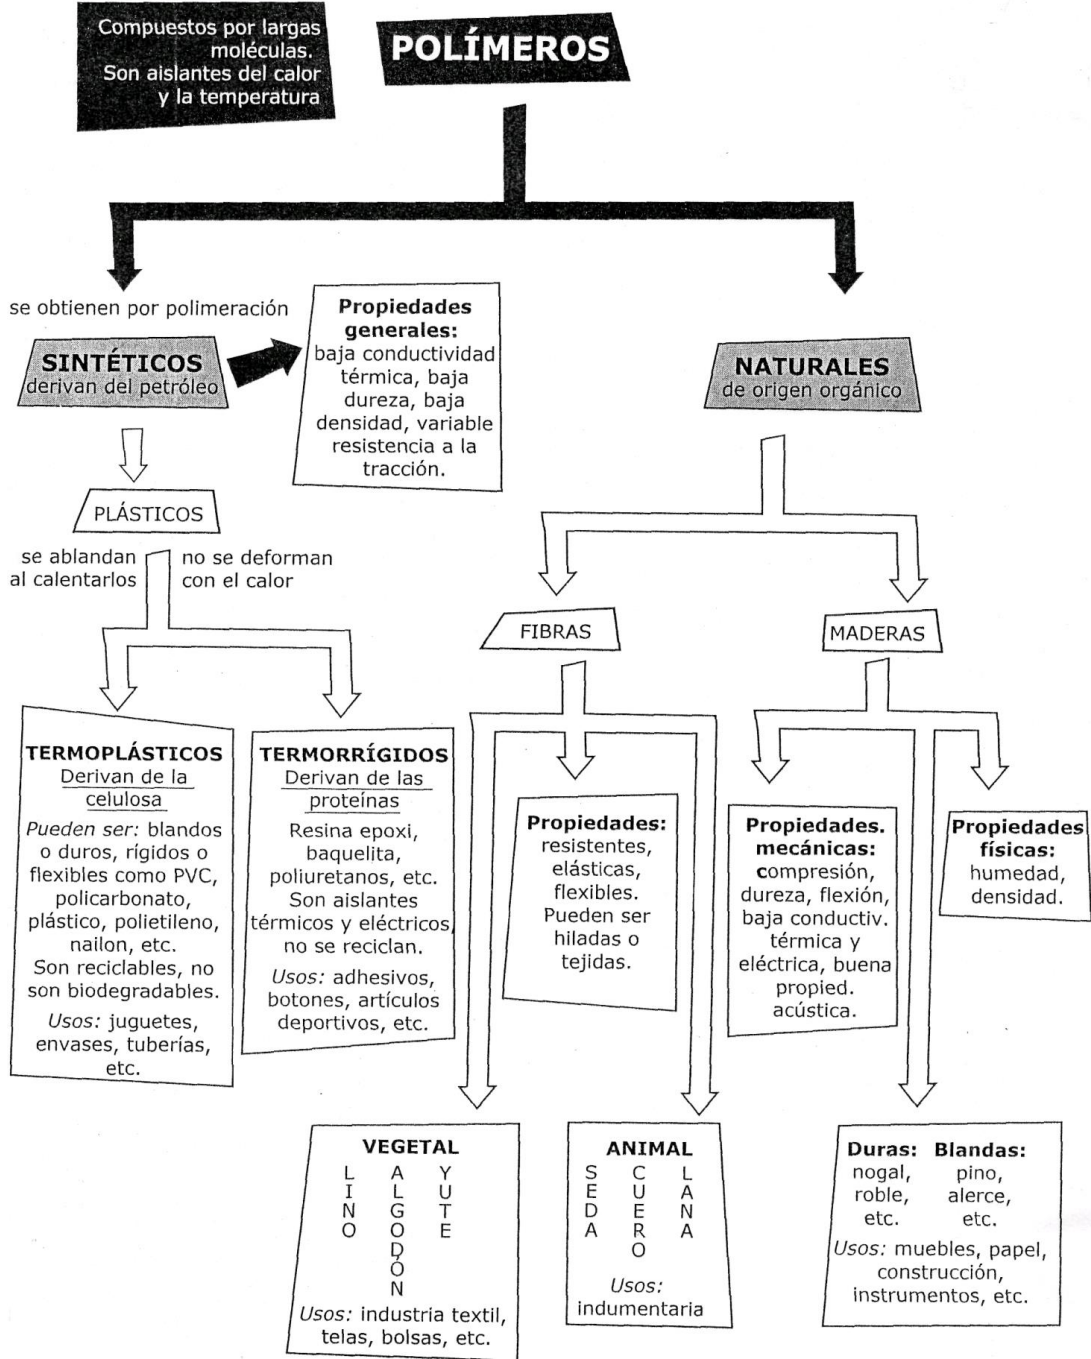 Compuestos por largas
moléculas.
Son aislantes del calor
y la temperatura
POLÍMEROS
se obtienen por polimeración
SINTÉTICOS
derivan del petróleo
Propiedades
generales:
baja conductividad
térmica, baja
dureza, baja
densidad, variable
resistencia a la
tracción.
NATURALES
de origen orgánico
PLÁSTICOS
se ablandan
al calentarlos
no se deforman
con el calor
FIBRAS
MADERAS
TERMOPLÁSTICOS
Derivan de la
celulosa
Pueden ser: blandos
o duros, rígidos o
flexibles como PVC,
policarbonato,
plástico, polietileno,
nailon, etc.
Son reciclables, no
son biodegradables.
Usos: juguetes,
envases, tuberías,
etc.
TERMORRÍGIDOS
Derivan de las
proteínas
Resina epoxi,
baquelita,
poliuretanos, etc.
Son aislantes
térmicos y eléctricos,
no se reciclan.
Usos: adhesivos,
botones, artículos
deportivos, etc.
Propiedades:
resistentes,
elásticas,
flexibles.
Pueden ser
hiladas o
tejidas.
Propiedades.
mecánicas:
compresión,
dureza, flexión,
baja conductiv.
térmica y
eléctrica, buena
propied.
acústica.
Propiedades
físicas:
humedad,
densidad.
VEGETAL
LINO
ALGODÓN
YUTE
Usos: industria textil,
telas, bolsas, etc.
ANIMAL
SEDA
CUERO
LANA
Usos:
indumentaria
Duras:
nogal,
roble,
etc.
Blandas:
pino,
alerce,
etc.
Usos: muebles, papel,
construcción,
instrumentos, etc.